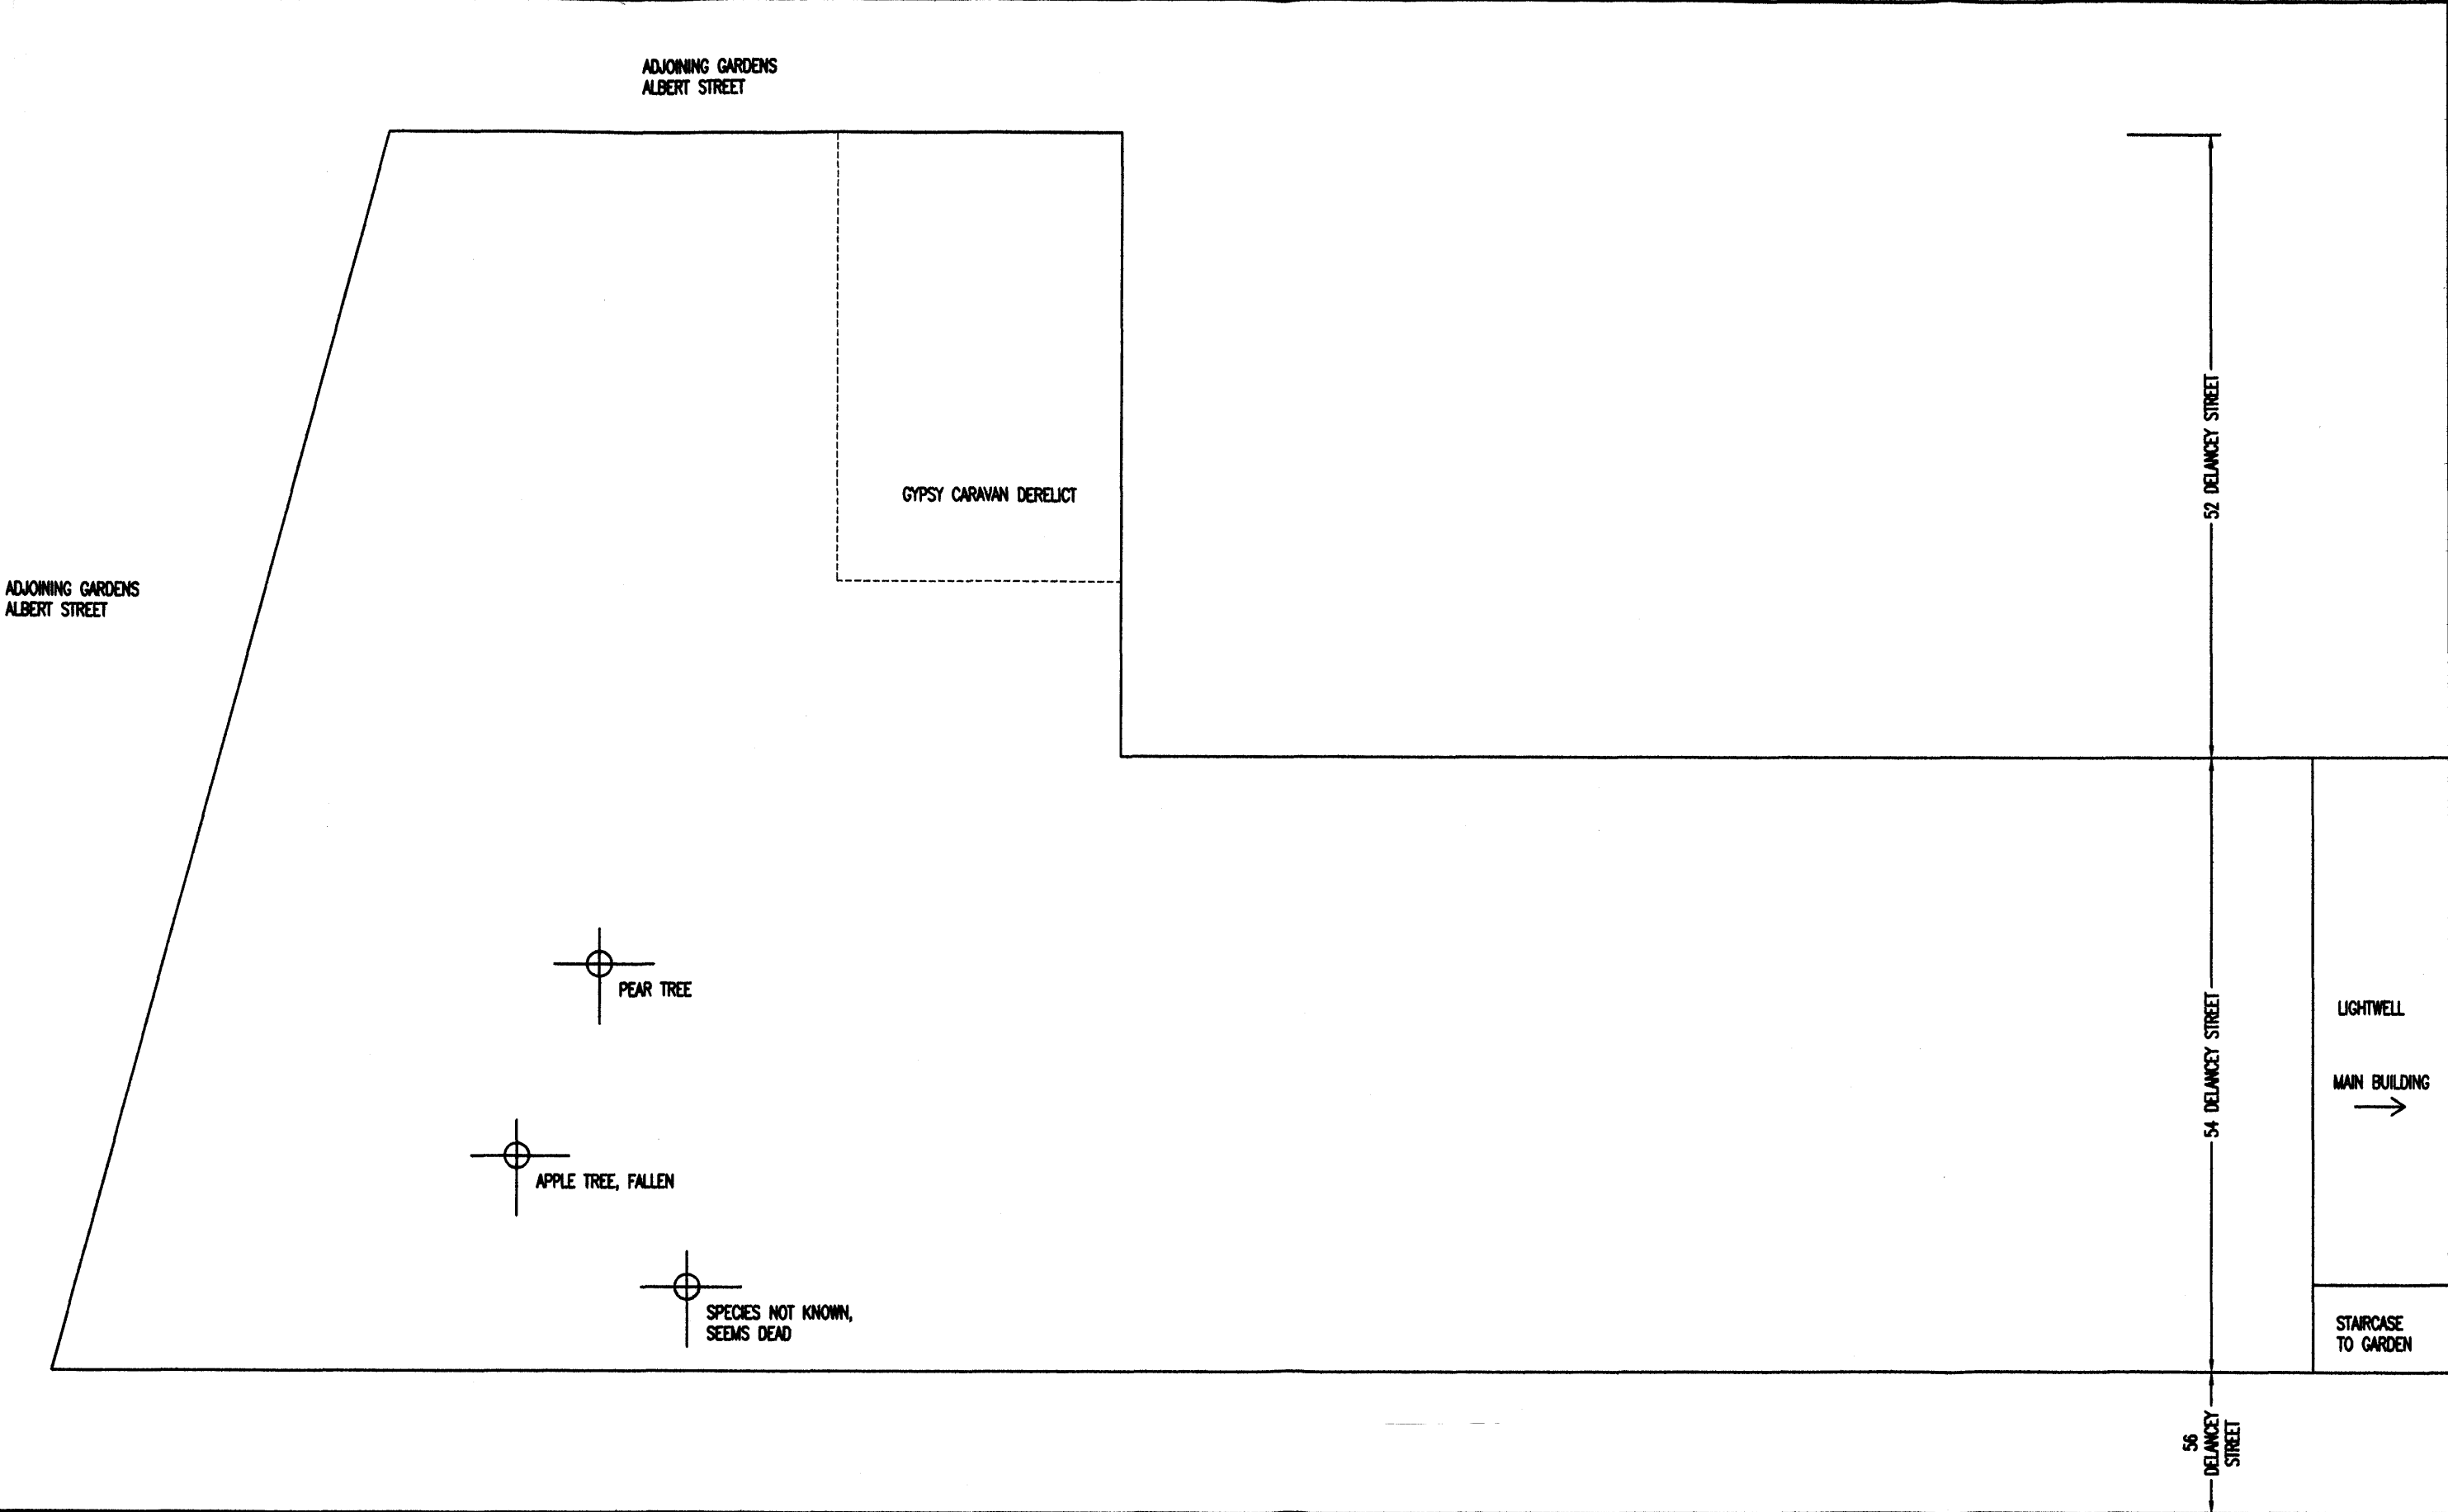 ADJOINING GARDENS
ALBERT STREET
52 DELANCEY STREET
GYPSY CARAVAN DERELICT
ADJOINING GARDENS
ALBERT STREET
PEAR TREE
54 DELANCEY STREET
LIGHTWELL
MAIN BUILDING
APPLE TREE, FALLEN
SPECIES NOT KNOWN,
SEEMS DEAD
STAIRCASE
TO GARDEN
56
DELANCEY
STREET